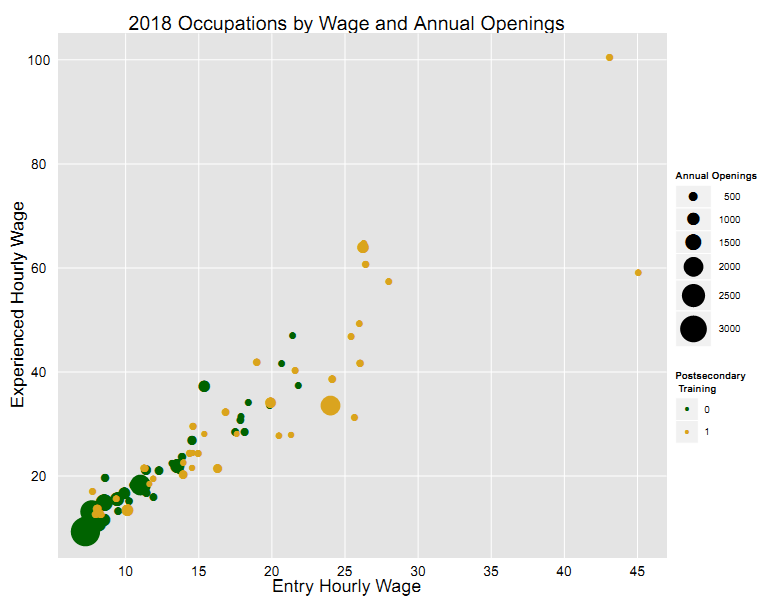 2018 Occupations by Wage and Annual Openings
100
80
60
40
20
Experienced Hourly Wage
10 15 20 25 30 35 40 45
Entry Hourly Wage
Annual Openings
500
1000
1500
2000
2500
3000
Postsecondary
Training
0
1